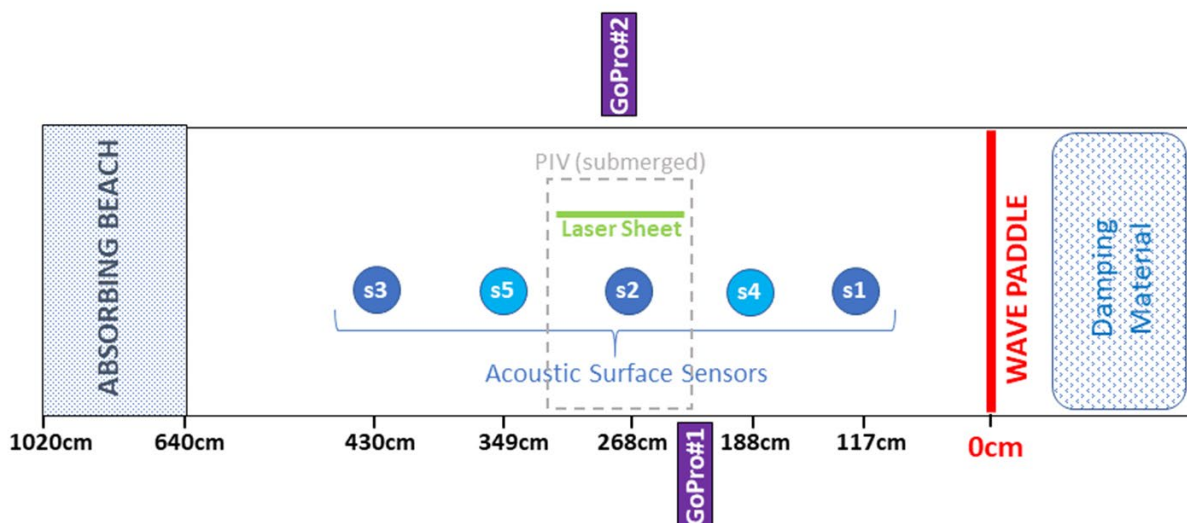 GoPro#2
ABSORBING BEACH
PIV (submerged)
Laser Sheet
s3
s5
s2
s4
s1
Acoustic Surface Sensors
WAVE PADDLE
Damping
Material
1020cm
640cm
430cm
349cm
268cm
188cm
117cm
0cm
GoPro#1